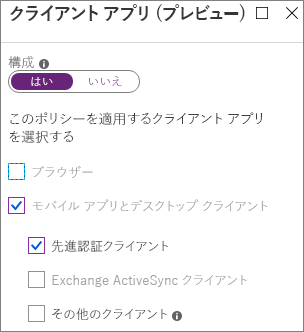 クライアント アプリ (プレビュー)
構成
はい
いいえ
このポリシーを適用するクライアント アプリ
を選択する
ブラウザー
モバイル アプリとデスクトップ クライアント
先進認証クライアント
Exchange ActiveSync クライアント
その他のクライアント